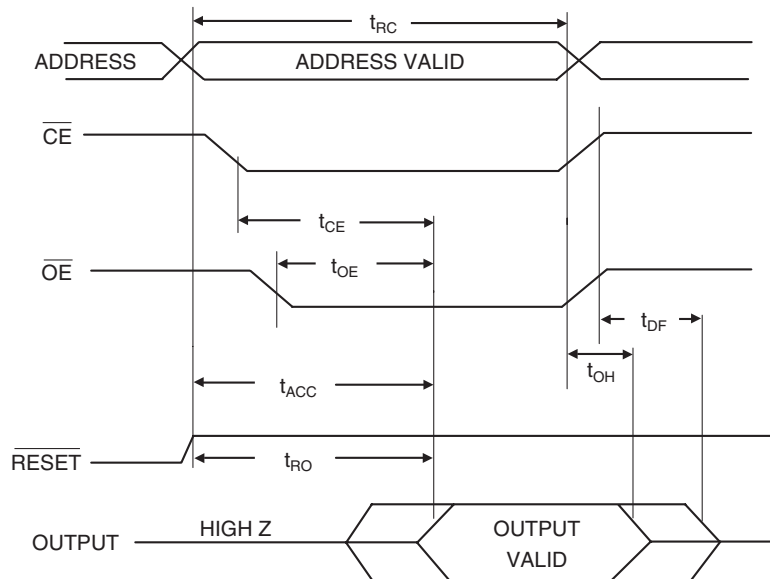 tRC
ADDRESS
ADDRESS VALID
CE
tCE
tOE
OE
tDF
tOH
tACC
RESET
tRO
HIGH Z
OUTPUT
OUTPUT
VALID